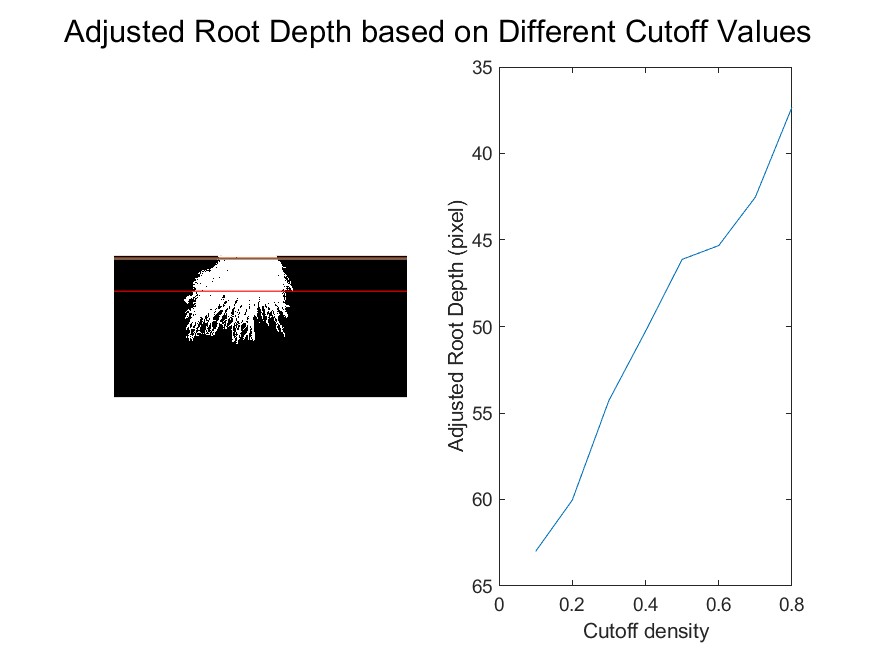 Adjusted Root Depth based on Different Cutoff Values
Adjusted Root Depth (pixel)
35
40
45
50
55
60
65
0 0.2 0.4 0.6 0.8
Cutoff density